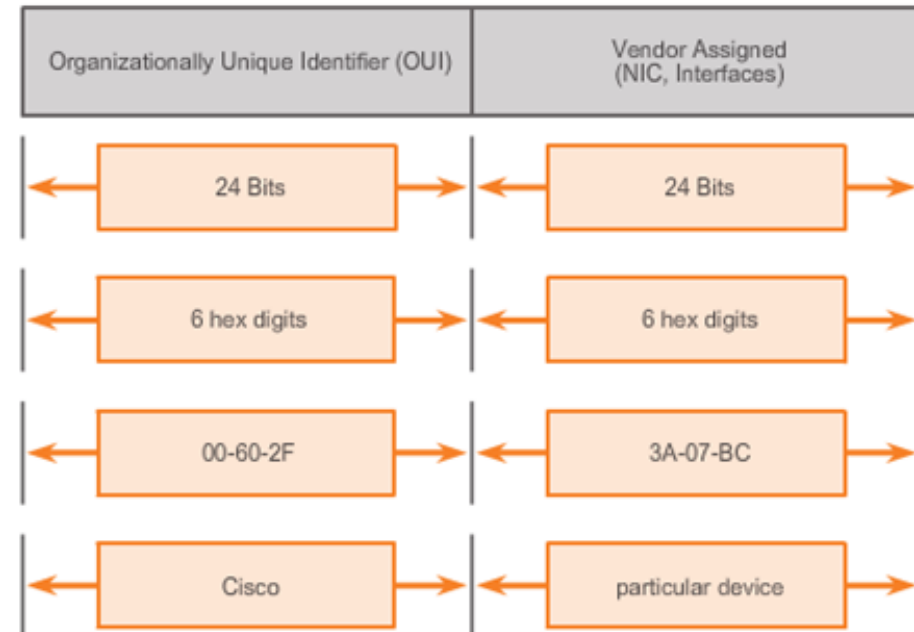 Organizationally Unique Identifier (OUI)
Vendor Assigned
(NIC, Interfaces)
24 Bits
24 Bits
6 hex digits
6 hex digits
00-60-2F
3A-07-BC
Cisco
particular device